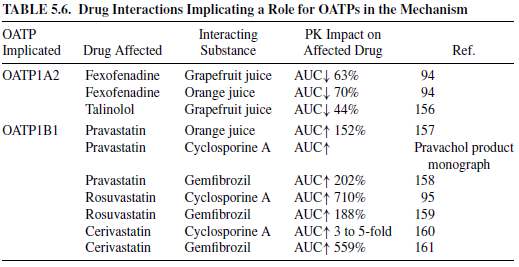 TABLE 5.6. Drug Interactions Implicating a Role for OATPs in the Mechanism
OATP Implicated Drug Affected Interacting Substance PK Impact on Affected Drug Ref.
OATP1A2 Fexofenadine Grapefruit juice AUC↓ 63% 94
Fexofenadine Orange juice AUC↓ 70% 94
Talinolol Grapefruit juice AUC↓ 44% 156
OATP1B1 Pravastatin Orange juice AUC↑ 152% 157
Pravastatin Cyclosporine A AUC↑ Pravachol product
monograph
Pravastatin Gemfibrozil AUC↑ 202% 158
Rosuvastatin Cyclosporine A AUC↑ 710% 95
Rosuvastatin Gemfibrozil AUC↑ 188% 159
Cerivastatin Cyclosporine A AUC↑ 3 to 5-fold 160
Cerivastatin Gemfibrozil AUC↑ 559% 161